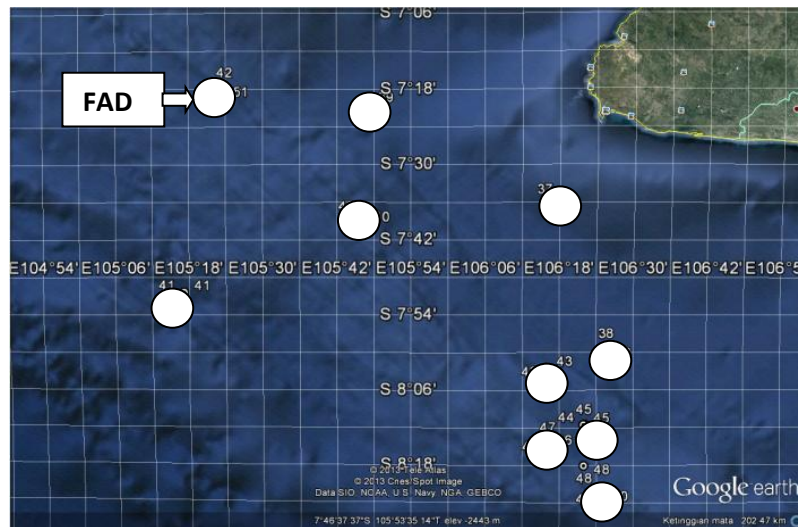 S 7°06'
42
FAD
51
S 7°18'
S 7°30'
37
S 7°42'
E104°54' E105°06' E105°18' E105°30' E105°42' E105°54' E106°06' E106°18' E106°30' E106°42'
41 41
S 7°54'
38
43
S 8°06'
45
44 45
47
S 8°18'
48
48
© 2013 Tele Atlas
© 2013 Cnes/Spot Image
Data SIO, NOAA, U.S. Navy, NGA, GEBCO
Google earth
7°46'37.37"S 105°53'35.14"T elev -2443 m
Ketinggian mata 202.47 km